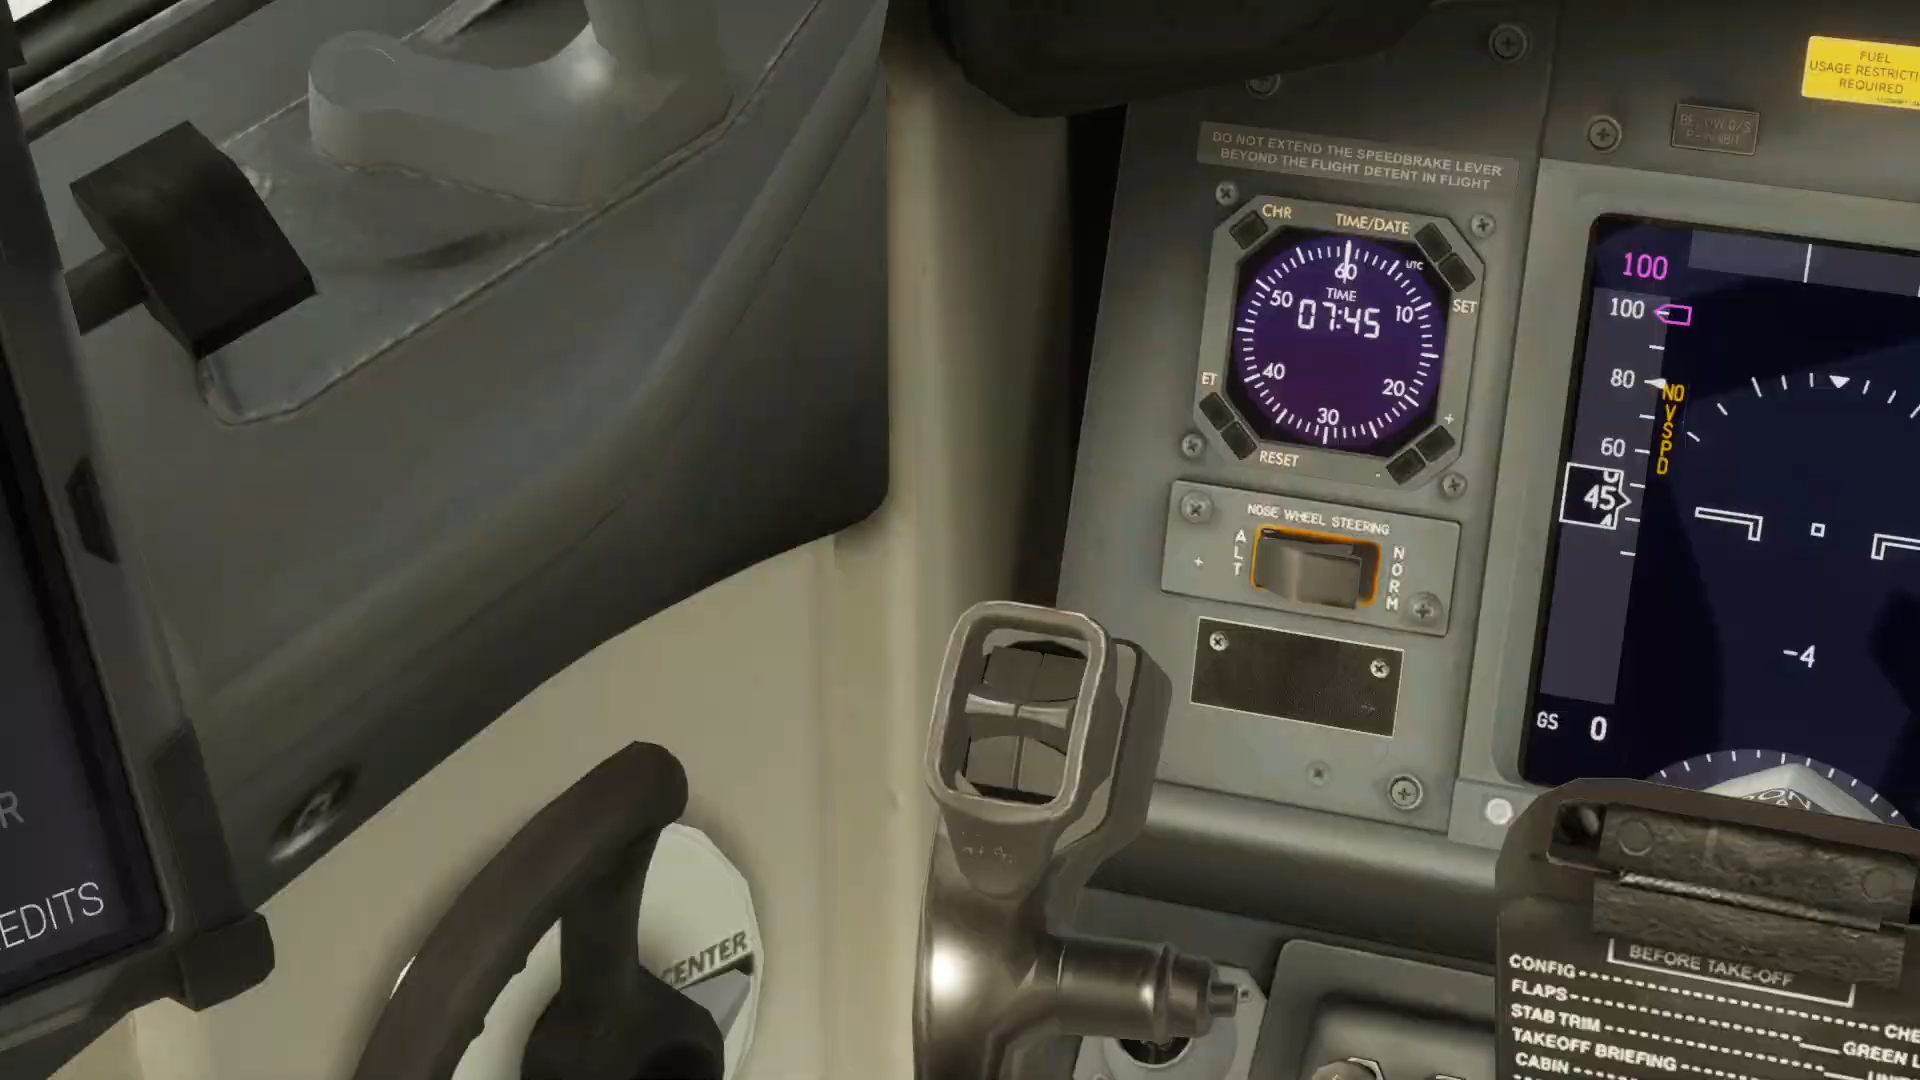 FUEL
USAGE RESTRICTI
REQUIRED
BELOW G/S
DO NOT EXTEND THE SPEEDBRAKE LEVER
BEYOND THE FLIGHT DETENT IN FLIGHT
CHR
TIME/DATE
UTC
SET
60
50
10
TIME
07:45
40
20
30
ET
+
RESET
-
NOSE WHEEL STEERING
ALT
NORM
100
100
80
60
45
NO VSPD
-4
GS 0
R
EDITS
CENTER
BEFORE TAKE-OFF
CONFIG
FLAPS CHE
STAB TRIM
TAKEOFF BRIEFING GREEN L
CABIN